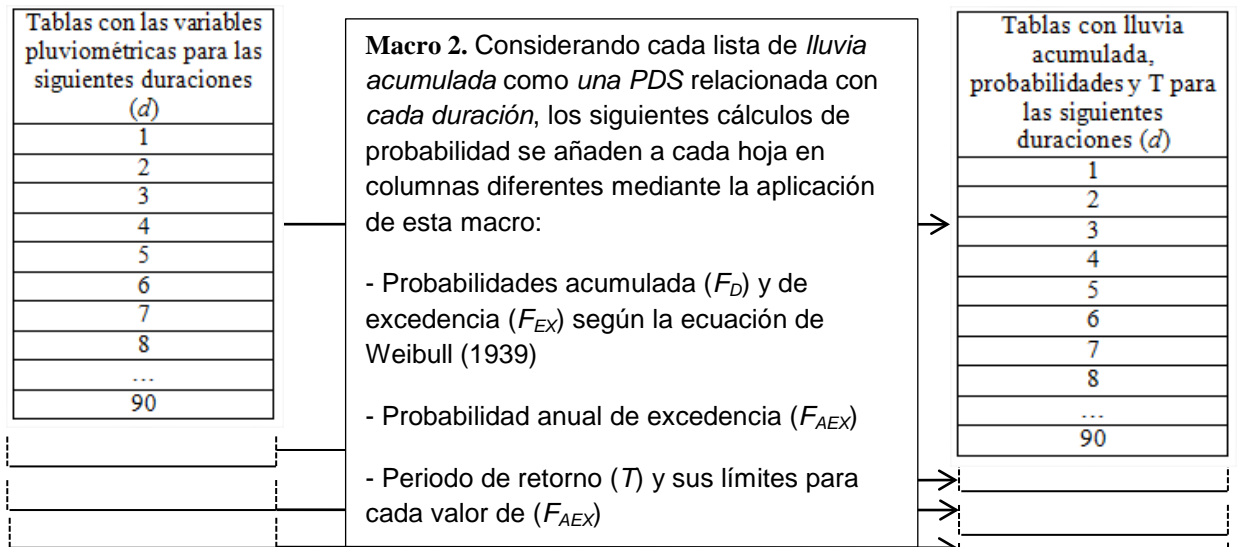 Tablas con las variables
pluviométricas para las
siguientes duraciones
(d)
1
2
3
4
5
6
7
8
...
90
Macro 2. Considerando cada lista de lluvia
acumulada como una PDS relacionada con
cada duración, los siguientes cálculos de
probabilidad se añaden a cada hoja en
columnas diferentes mediante la aplicación
de esta macro:
- Probabilidades acumulada (F_D) y de
excedencia (F_EX) según la ecuación de
Weibull (1939)
- Probabilidad anual de excedencia (F_AEX)
- Periodo de retorno (T) y sus límites para
cada valor de (F_AEX)
Tablas con lluvia
acumulada,
probabilidades y T para
las siguientes
duraciones (d)
1
2
3
4
5
6
7
8
...
90